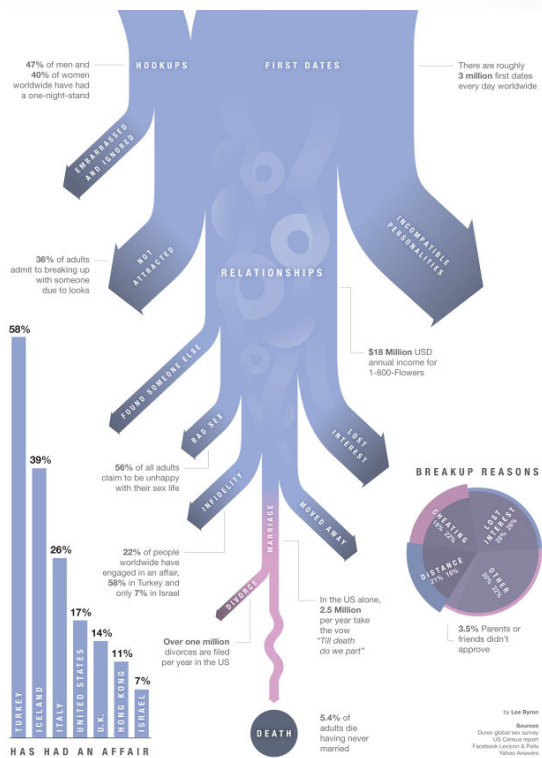 HOOKUPS
FIRST DATES
47% of men and
40% of women
worldwide have had
a one-night-stand
There are roughly
3 million first dates
every day worldwide
EMBARRASSED
AND IGNORED
NOT
ATTRACTED
INCOMPATIBLE
PERSONALITIES
36% of adults
admit to breaking up
with someone
due to looks
RELATIONSHIPS
$18 Million USD
annual income for
1-800-Flowers
FOUND SOMEONE ELSE
BAD SEX
LOST
INTEREST
56% of all adults
claim to be unhappy
with their sex life
INFIDELITY
MOVED AWAY
MARRIAGE
22% of people
worldwide have
engaged in an affair,
58% in Turkey and
only 7% in Israel
DIVORCE
Over one million
divorces are filed
per year in the US
In the US alone,
2.5 Million
per year take
the vow
"Till death
do we part"
DEATH
5.4% of
adults die
having never
married
58%
39%
26%
17%
14%
11%
7%
TURKEY
ICELAND
ITALY
UNITED STATES
U.K.
HONG KONG
ISRAEL
HAS HAD AN AFFAIR
BREAKUP REASONS
CHEATING
18% 22%
LOST
INTEREST
28% 26%
DISTANCE
21% 16%
OTHER
30% 32%
3.5% Parents or
friends didn't
approve
by Lee Byron
Sources
Durex global sex survey
US Census report
Facebook Lexicon & Polls
Yahoo Answers